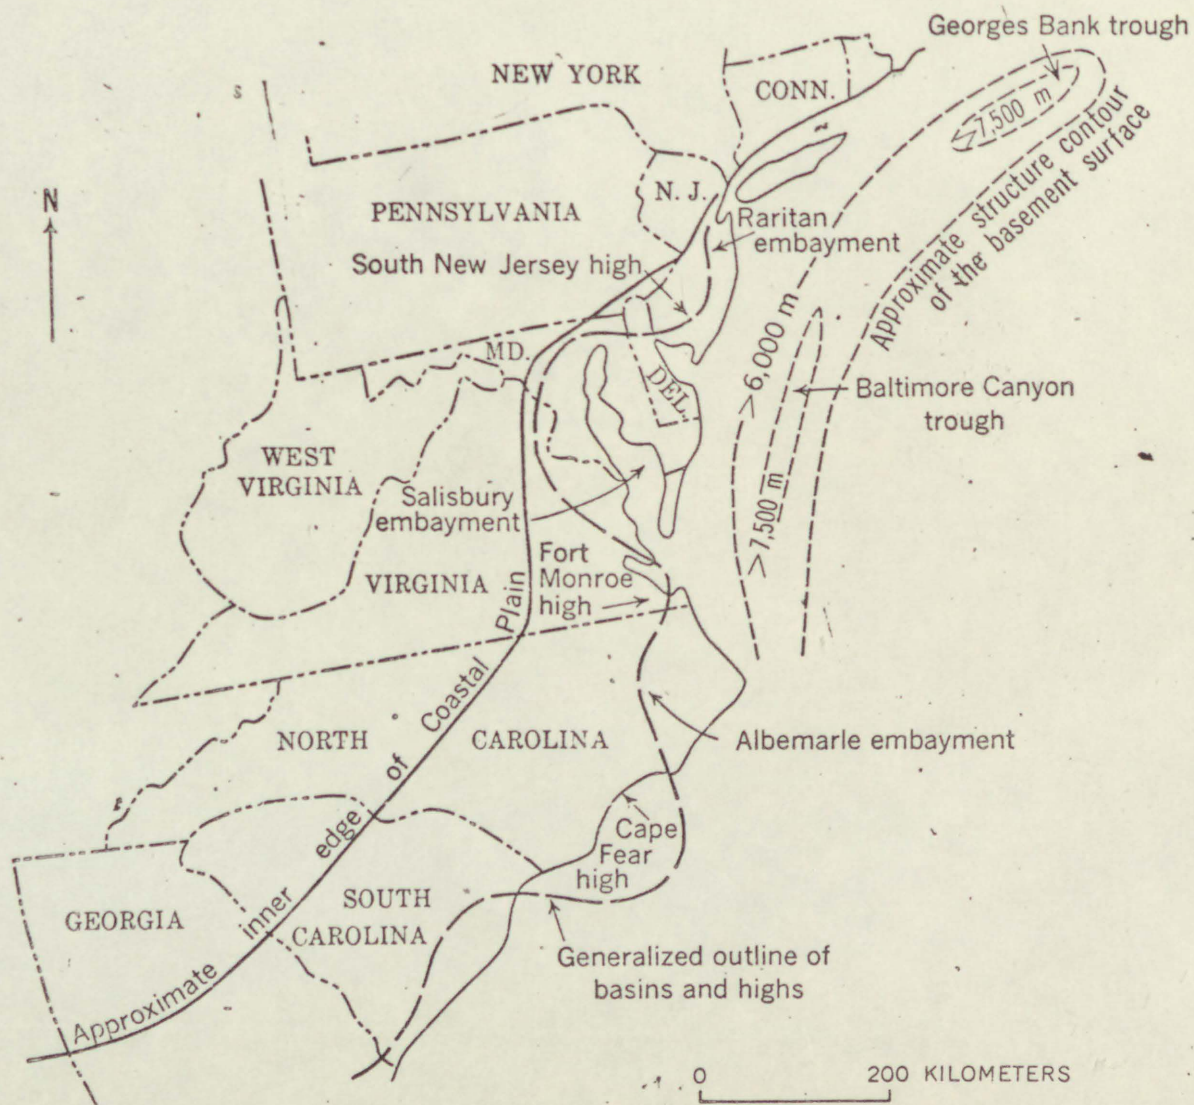 Georges Bank trough
NEW YORK
CONN.
>7,500 m
Approximate structure contour
of the basement surface
N
N. J.
PENNSYLVANIA
Raritan
embayment
South New Jersey high
>6,000 m
MD.
DEL.
Baltimore Canyon
trough
WEST
VIRGINIA
Salisbury
embayment
>7,500 m
Fort
Monroe
high
VIRGINIA
Approximate inner edge of Coastal Plain
NORTH CAROLINA
Albemarle embayment
Cape
Fear
high
SOUTH
CAROLINA
GEORGIA
Generalized outline of
basins and highs
0 200 KILOMETERS